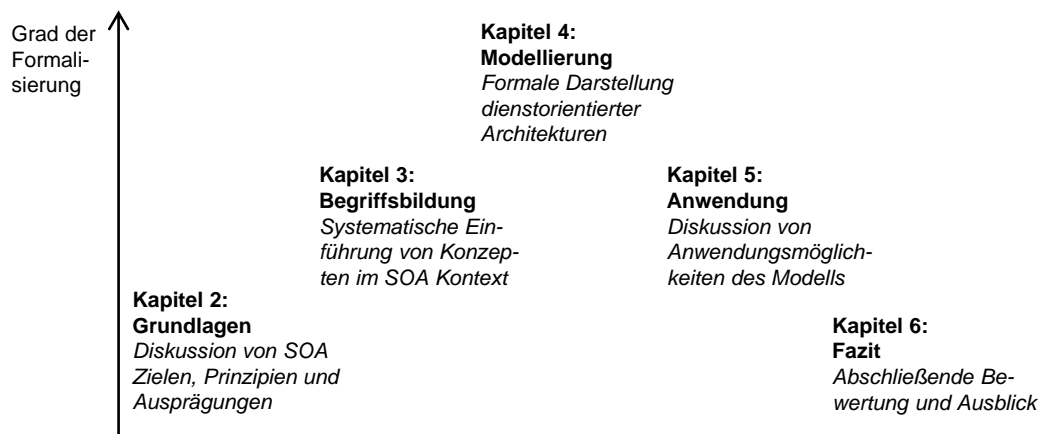 Grad der
Formali-
sierung
Kapitel 4:
Modellierung
Formale Darstellung
dienstorientierter
Architekturen
Kapitel 3:
Begriffsbildung
Systematische Ein-
führung von Konzep-
ten im SOA Kontext
Kapitel 5:
Anwendung
Diskussion von
Anwendungsmöglich-
keiten des Modells
Kapitel 2:
Grundlagen
Diskussion von SOA
Zielen, Prinzipien und
Ausprägungen
Kapitel 6:
Fazit
Abschließende Be-
wertung und Ausblick